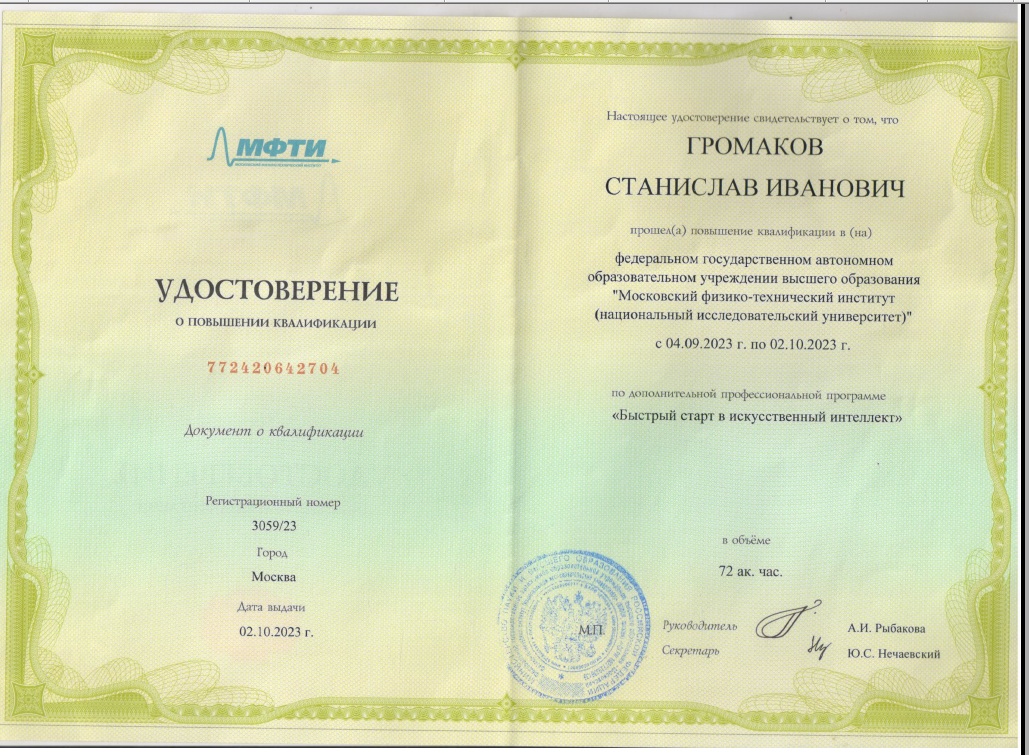 МФТИ
УДОСТОВЕРЕНИЕ
О ПОВЫШЕНИИ КВАЛИФИКАЦИИ
772420642704
Документ о квалификации
Регистрационный номер
3059/23
Город
Москва
Дата выдачи
02.10.2023 г.
Настоящее удостоверение свидетельствует о том, что
ГРОМАКОВ
СТАНИСЛАВ ИВАНОВИЧ
прошел(а) повышение квалификации в (на)
федеральном государственном автономном
образовательном учреждении высшего образования
"Московский физико-технический институт
(национальный исследовательский университет)"
с 04.09.2023 г. по 02.10.2023 г.
по дополнительной профессиональной программе
«Быстрый старт в искусственный интеллект»
в объёме
72 ак. час.
М.П.
Руководитель А.И. Рыбакова
Секретарь Ю.С. Нечаевский